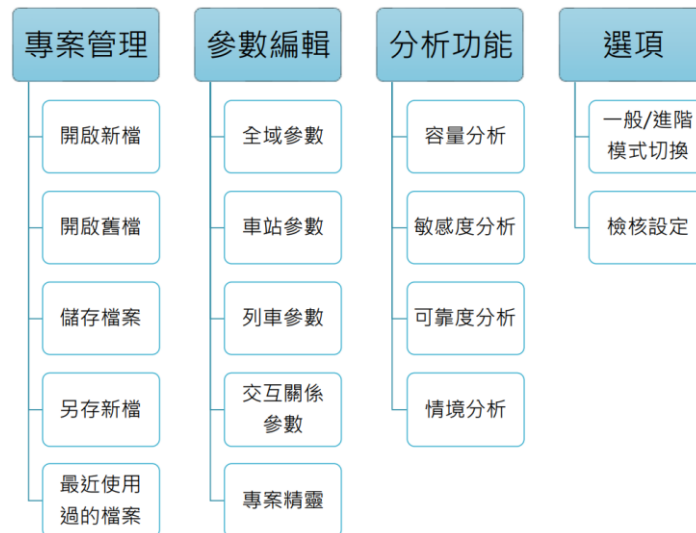 專案管理
開啟新檔
開啟舊檔
儲存檔案
另存新檔
最近使用
過的檔案
參數編輯
全域參數
車站參數
列車參數
交互關係
參數
專案精靈
分析功能
容量分析
敏感度分析
可靠度分析
情境分析
選項
一般/進階
模式切換
檢核設定